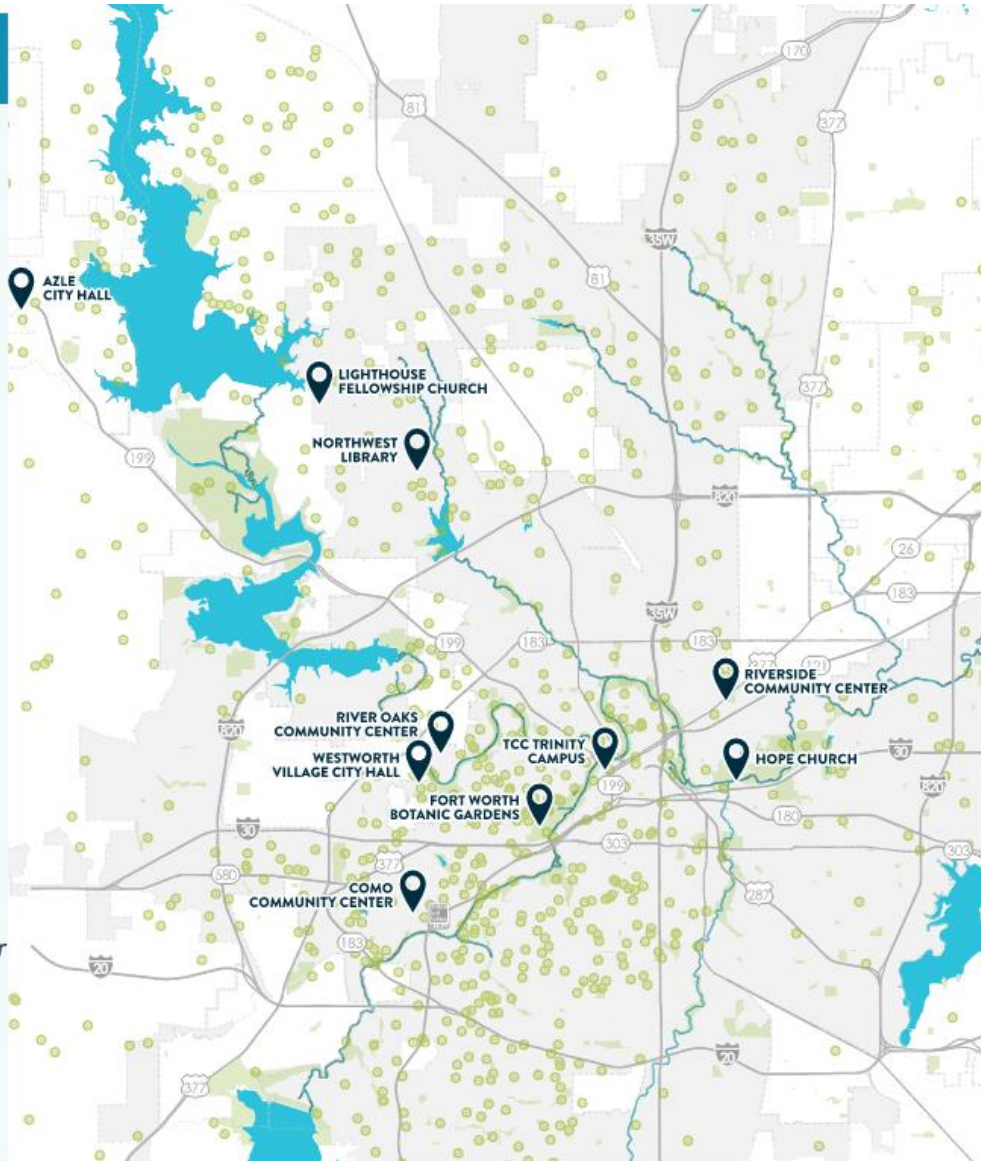 170
81
377
35W
81
AZLE
CITY HALL
LIGHTHOUSE
FELLOWSHIP CHURCH
377
NORTHWEST
LIBRARY
199
820
26
183
35W
199
183
183
377
121
RIVERSIDE
COMMUNITY CENTER
RIVER OAKS
COMMUNITY CENTER
820
TCC TRINITY
CAMPUS
HOPE CHURCH
30
WESTWORTH
VILLAGE CITY HALL
199
820
FORT WORTH
BOTANIC GARDENS
180
30
303
303
377
580
COMO
COMMUNITY CENTER
287
183
r
20
20
377